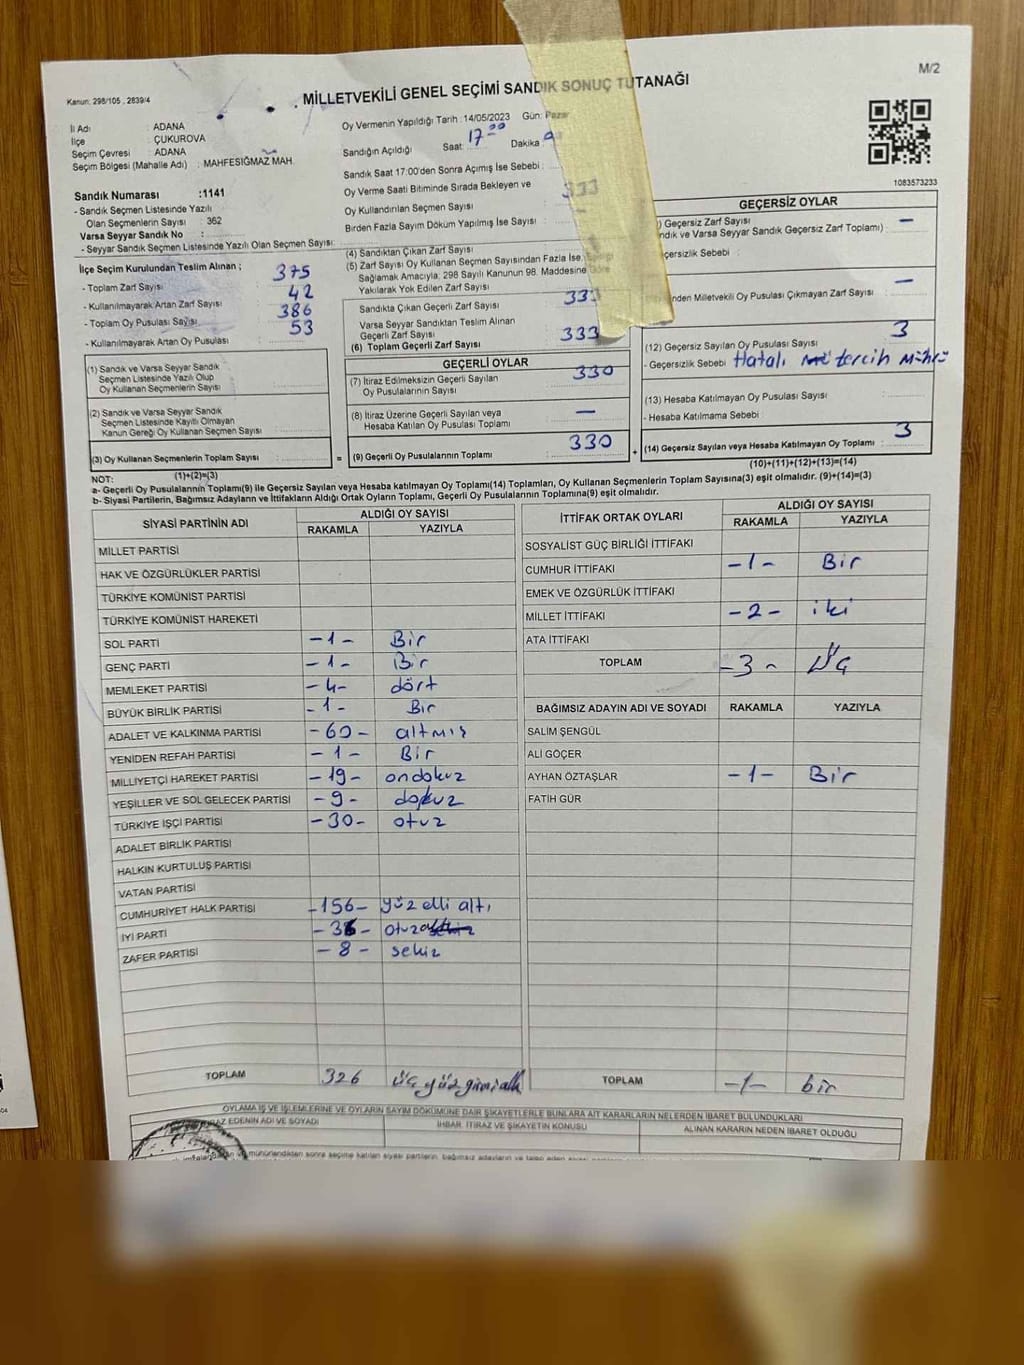 M/2
Kanun: 298/105 , 2839/4
MİLLETVEKİLİ GENEL SEÇİMİ SANDIK SONUÇ TUTANAĞI
İl Adı : ADANA
İlçe : ÇUKUROVA
Seçim Çevresi : ADANA
Seçim Bölgesi (Mahalle Adı) : MAHFESIĞMAZ MAH.
Oy Vermenin Yapıldığı Tarih : 14/05/2023 Gün: Pazar
Sandığın Açıldığı Saat: 17 00 Dakika:
Sandık Saat 17:00'den Sonra Açımış İse Sebebi :
Oy Verme Saati Bitiminde Sırada Bekleyen ve
Oy Kullandırılan Seçmen Sayısı : 333
Birden Fazla Sayım Döküm Yapılmış İse Sayısı :
Sandık Numarası :1141
- Sandık Seçmen Listesinde Yazılı
Olan Seçmenlerin Sayısı : 362
Varsa Seyyar Sandık No :
- Seyyar Sandık Seçmen Listesinde Yazılı Olan Seçmen Sayısı:
İlçe Seçim Kurulundan Teslim Alınan ;
- Toplam Zarf Sayısı : 375
- Kullanılmayarak Artan Zarf Sayısı : 42
- Toplam Oy Pusulası Sayısı : 386
- Kullanılmayarak Artan Oy Pusulası : 53
(4) Sandıktan Çıkan Zarf Sayısı
(5) Zarf Sayısı Oy Kullanan Seçmen Sayısından Fazla İse,
Sağlamak Amacıyla, 298 Sayılı Kanunun 98. Maddesine Göre
Yakılarak Yok Edilen Zarf Sayısı
Sandıkta Çıkan Geçerli Zarf Sayısı 333
Varsa Seyyar Sandıktan Teslim Alınan
Geçerli Zarf Sayısı
(6) Toplam Geçerli Zarf Sayısı 333
1083573233
GEÇERSİZ OYLAR
) Geçersiz Zarf Sayısı —
ndık ve Varsa Seyyar Sandık Geçersiz Zarf Toplamı) :
çersizlik Sebebi :
nden Milletvekili Oy Pusulası Çıkmayan Zarf Sayısı : —
(12) Geçersiz Sayılan Oy Pusulası Sayısı : 3
- Geçersizlik Sebebi Hatalı tercih Mührü
(13) Hesaba Katılmayan Oy Pusulası Sayısı :
- Hesaba Katılmama Sebebi :
(14) Geçersiz Sayılan veya Hesaba Katılmayan Oy Toplamı : 3
(10)+(11)+(12)+(13)=(14)
(1) Sandık ve Varsa Seyyar Sandık
Seçmen Listesinde Yazılı Olup
Oy Kullanan Seçmenlerin Sayısı :
(2) Sandık ve Varsa Seyyar Sandık
Seçmen Listesinde Kayıtlı Olmayan
Kanun Gereği Oy Kullanan Seçmen Sayısı :
(3) Oy Kullanan Seçmenlerin Toplam Sayısı :
(1)+(2)=(3)
GEÇERLİ OYLAR
(7) İtiraz Edilmeksizin Geçerli Sayılan
Oy Pusulalarının Sayısı : 330
(8) İtiraz Üzerine Geçerli Sayılan veya
Hesaba Katılan Oy Pusulası Toplamı : —
= (9) Geçerli Oy Pusulalarının Toplamı : 330 +
NOT:
a- Geçerli Oy Pusulalarının Toplamı(9) ile Geçersiz Sayılan veya Hesaba Katılmayan Oy Toplamı(14) Toplamları, Oy Kullanan Seçmenlerin Toplam Sayısına(3) eşit olmalıdır. (9)+(14)=(3)
b- Siyasi Partilerin, Bağımsız Adayların ve İttifakların Aldığı Ortak Oyların Toplamı, Geçerli Oy Pusulalarının Toplamına(9) eşit olmalıdır.
SİYASİ PARTİNİN ADI ALDIĞI OY SAYISI
RAKAMLA YAZIYLA
MİLLET PARTİSİ
HAK VE ÖZGÜRLÜKLER PARTİSİ
TÜRKİYE KOMÜNİST PARTİSİ
TÜRKİYE KOMÜNİST HAREKETİ
SOL PARTİ -1- Bir
GENÇ PARTİ -1- Bir
MEMLEKET PARTİSİ -4- dört
BÜYÜK BİRLİK PARTİSİ -1- Bir
ADALET VE KALKINMA PARTİSİ -60- altmış
YENİDEN REFAH PARTİSİ -1- Bir
MİLLİYETÇİ HAREKET PARTİSİ -19- ondokuz
YEŞİLLER VE SOL GELECEK PARTİSİ -9- dokuz
TÜRKİYE İŞÇİ PARTİSİ -30- otuz
ADALET BİRLİK PARTİSİ
HALKIN KURTULUŞ PARTİSİ
VATAN PARTİSİ
CUMHURİYET HALK PARTİSİ -156- yüz elli altı
İYİ PARTİ
ZAFER PARTİSİ -8- sekiz
TOPLAM 326 üç yüz yirmi altı
İTTİFAK ORTAK OYLARI ALDIĞI OY SAYISI
RAKAMLA YAZIYLA
SOSYALİST GÜÇ BİRLİĞİ İTTİFAKI
CUMHUR İTTİFAKI -1- Bir
EMEK VE ÖZGÜRLÜK İTTİFAKI
MİLLET İTTİFAKI -2- iki
ATA İTTİFAKI
TOPLAM -3- Üç
BAĞIMSIZ ADAYIN ADI VE SOYADI RAKAMLA YAZIYLA
SALİM ŞENGÜL
ALİ GÖÇER
AYHAN ÖZTAŞLAR -1- Bir
FATİH GÜR
TOPLAM -1- bir
OYLAMA İŞ VE İŞLEMLERİNE VE OYLARIN SAYIM DÖKÜMÜNE DAİR ŞİKAYETLERLE BUNLARA AİT KARARLARIN NELERDEN İBARET BULUNDUKLARI
AZ EDENİN ADI VE SOYADI İHBAR, İTİRAZ VE ŞİKAYETİN KONUSU ALINAN KARARIN NEDEN İBARET OLDUĞU